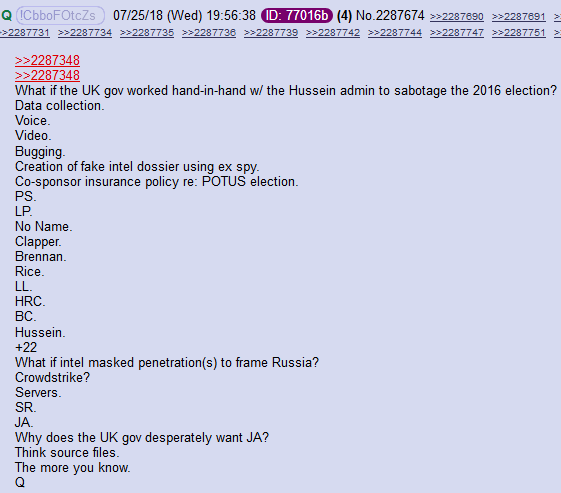 Q !CbboFOtcZs 07/25/18 (Wed) 19:56:38 ID: 77016b (4) No.2287674 >>2287690 >>2287691
>>2287731 >>2287734 >>2287735 >>2287736 >>2287739 >>2287742 >>2287744 >>2287747 >>2287751
>>2287348
>>2287348
What if the UK gov worked hand-in-hand w/ the Hussein admin to sabotage the 2016 election?
Data collection.
Voice.
Video.
Bugging.
Creation of fake intel dossier using ex spy.
Co-sponsor insurance policy re: POTUS election.
PS.
LP.
No Name.
Clapper.
Brennan.
Rice.
LL.
HRC.
BC.
Hussein.
+22
What if intel masked penetration(s) to frame Russia?
Crowdstrike?
Servers.
SR.
JA.
Why does the UK gov desperately want JA?
Think source files.
The more you know.
Q